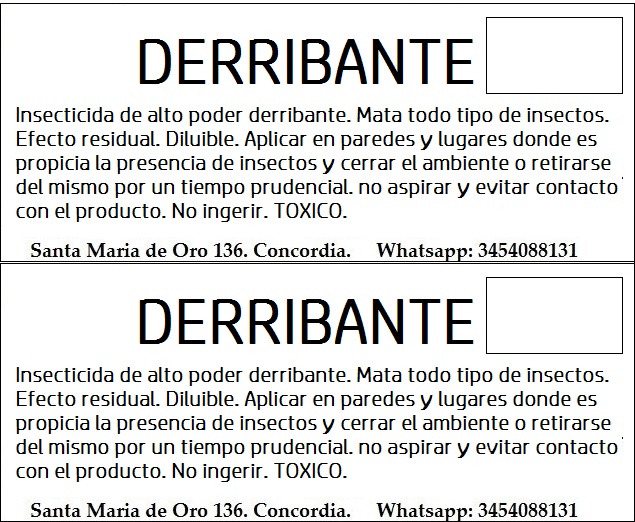 DERRIBANTE
Insecticida de alto poder derribante. Mata todo tipo de insectos.
Efecto residual. Diluible. Aplicar en paredes y lugares donde es
propicia la presencia de insectos y cerrar el ambiente o retirarse
del mismo por un tiempo prudencial. no aspirar y evitar contacto
con el producto. No ingerir. TOXICO.
Santa Maria de Oro 136. Concordia. Whatsapp: 3454088131
DERRIBANTE
Insecticida de alto poder derribante. Mata todo tipo de insectos.
Efecto residual. Diluible. Aplicar en paredes y lugares donde es
propicia la presencia de insectos y cerrar el ambiente o retirarse
del mismo por un tiempo prudencial. no aspirar y evitar contacto
con el producto. No ingerir. TOXICO.
Santa Maria de Oro 136. Concordia. Whatsapp: 3454088131